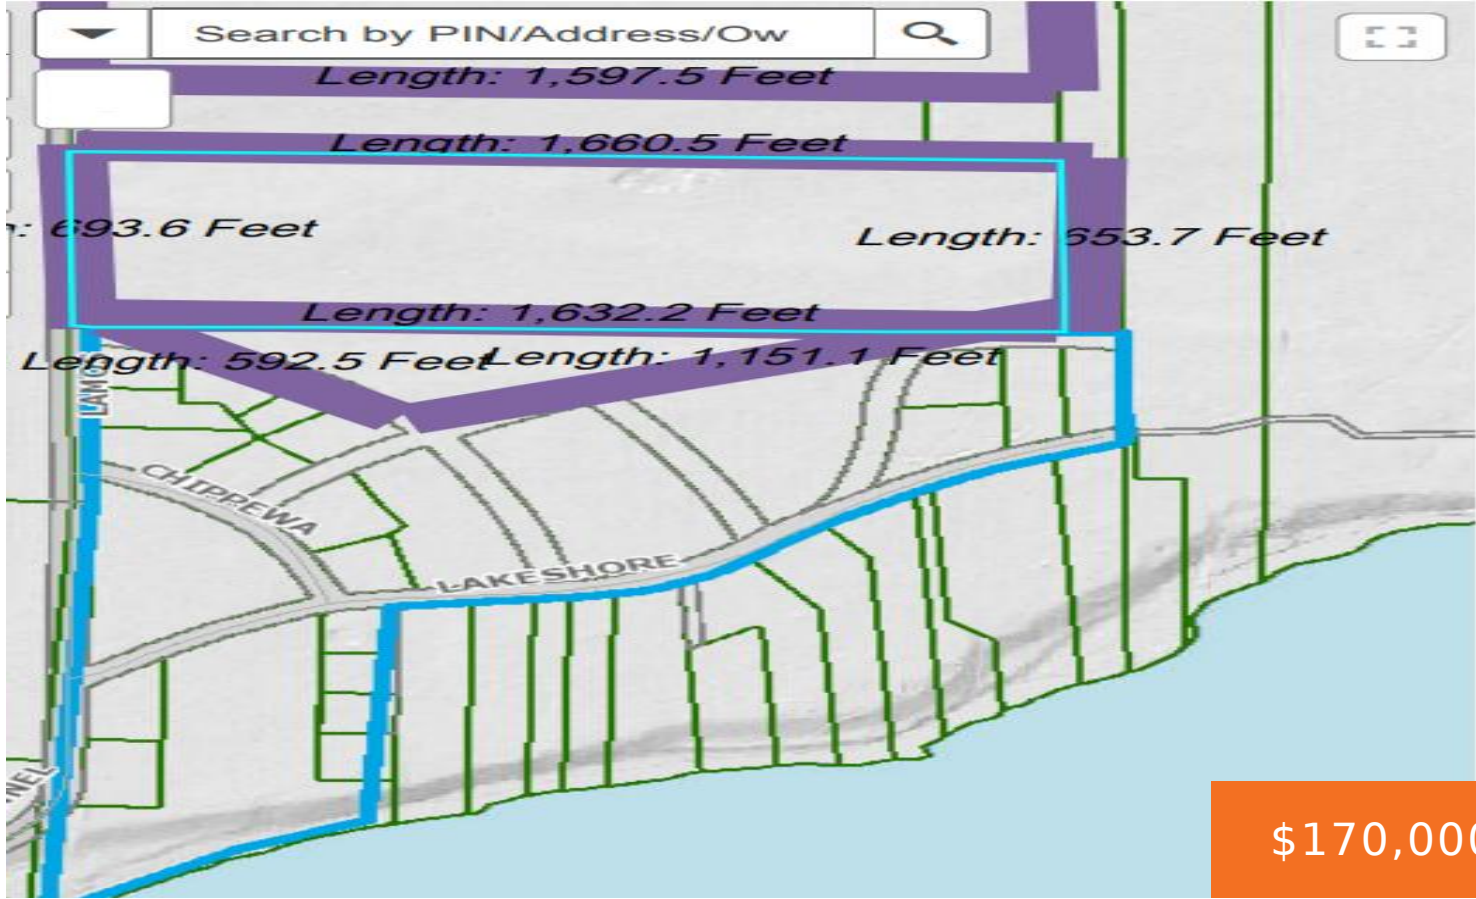 Search by PIN/Address/Ow
Length: 1,597.5 Feet
Length: 1,660.5 Feet
: 693.6 Feet
Length: 653.7 Feet
Length: 1,632.2 Feet
Length: 592.5 Feet
Length: 1,151.1 Feet
LAMO
CHIPPEWA
LAKESHORE
NEL
$170,000